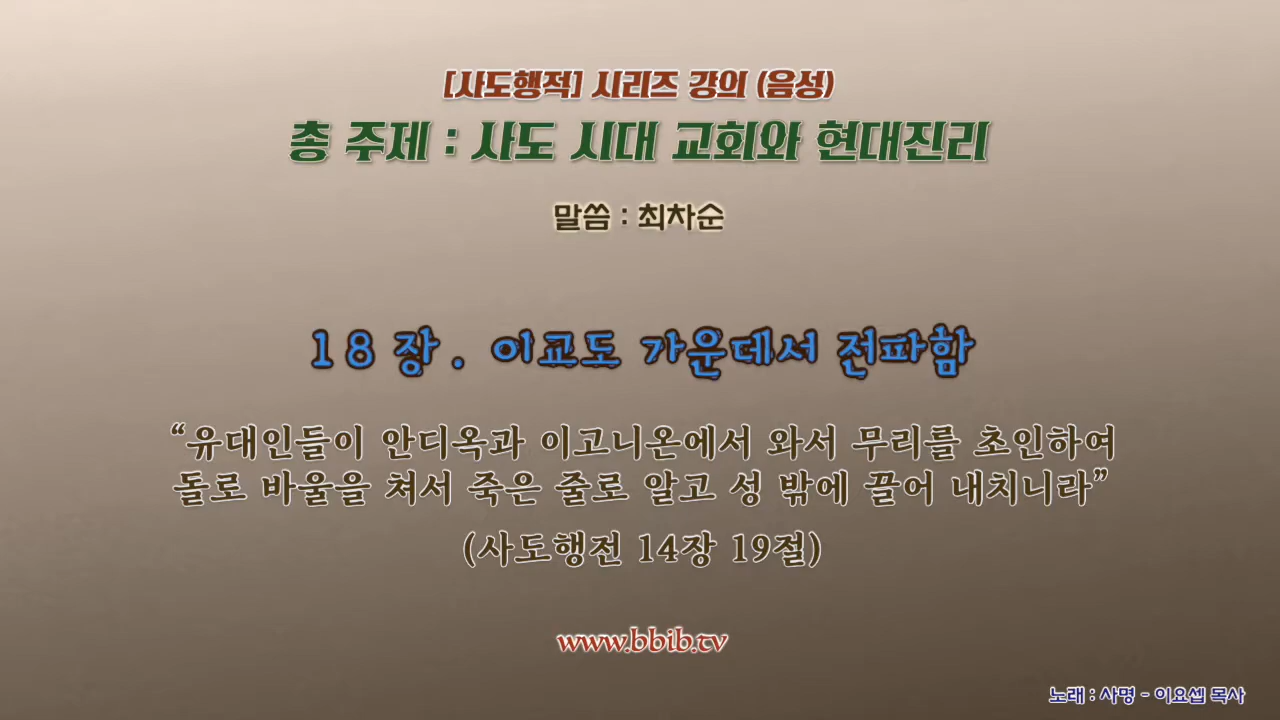 [사도행적] 시리즈 강의 (음성)
총 주제 : 사도 시대 교회와 현대진리
말씀 : 최차순
18 장 . 이교도 가운데서 전파함
“유대인들이 안디옥과 이고니온에서 와서 무리를 초인하여
돌로 바울을 쳐서 죽은 줄로 알고 성 밖에 끌어 내치니라”
(사도행전 14장 19절)
www.bbib.tv
노래 : 사명 - 이요셉 목사